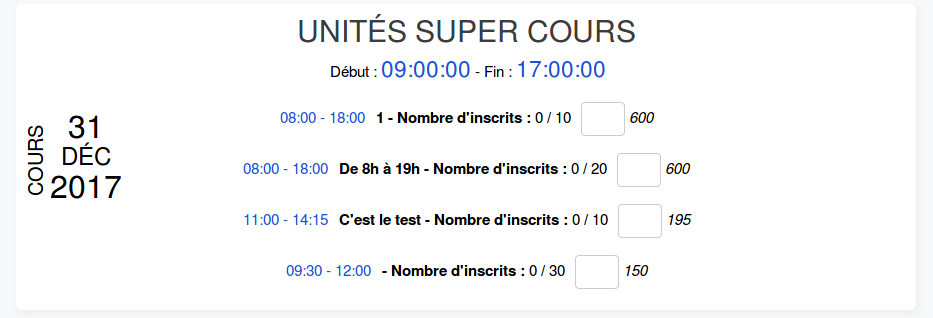 UNITÉS SUPER COURS
Début : 09:00:00 - Fin : 17:00:00
COURS
31
DÉC
2017
08:00 - 18:00 1 - Nombre d'inscrits : 0 / 10 600
08:00 - 18:00 De 8h à 19h - Nombre d'inscrits : 0 / 20 600
11:00 - 14:15 C'est le test - Nombre d'inscrits : 0 / 10 195
09:30 - 12:00 - Nombre d'inscrits : 0 / 30 150